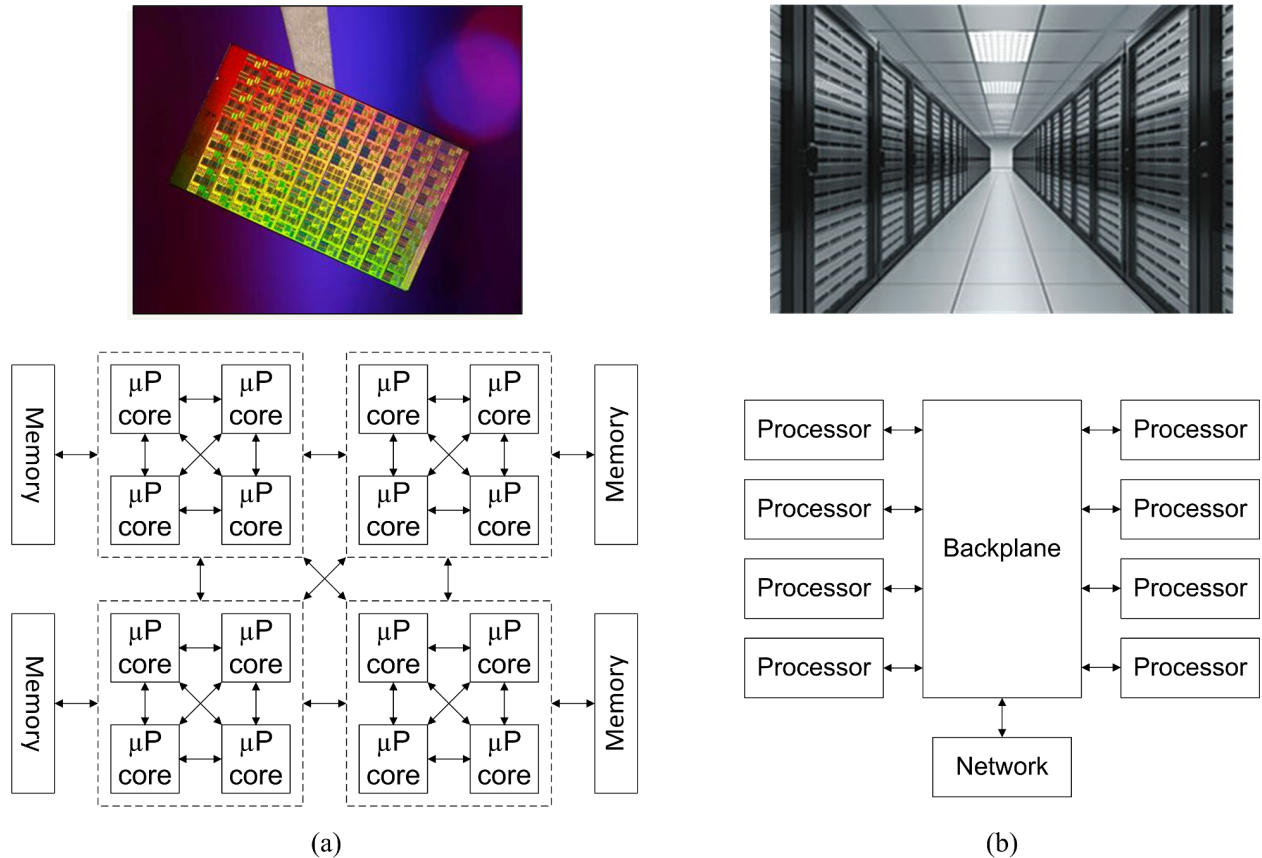 Memory
μP
core
μP
core
μP
core
μP
core
μP
core
μP
core
μP
core
μP
core
Memory
Memory
μP
core
μP
core
μP
core
μP
core
μP
core
μP
core
μP
core
μP
core
Memory
(a)
Processor
Processor
Processor
Processor
Backplane
Processor
Processor
Processor
Processor
Network
(b)